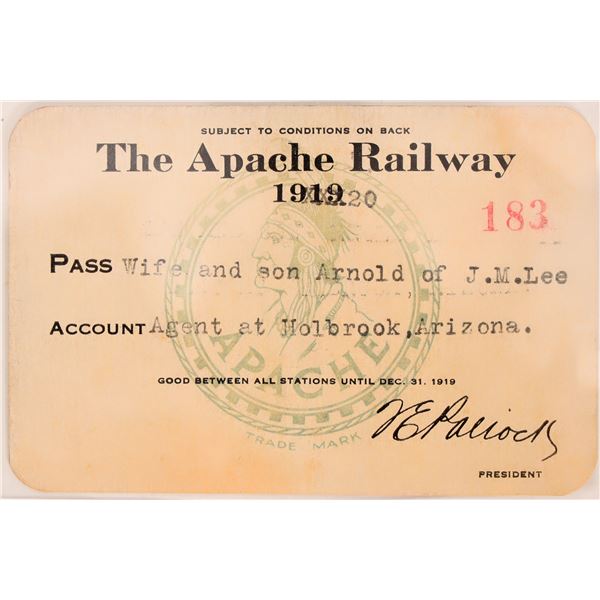 SUBJECT TO CONDITIONS ON BACK
The Apache Railway
1919 XXX20
183
PASS Wife and son Arnold of J.M.Lee
ACCOUNT Agent at Holbrook,Arizona.
APACHE
GOOD BETWEEN ALL STATIONS UNTIL DEC. 31, 1919
TRADE MARK
PRESIDENT